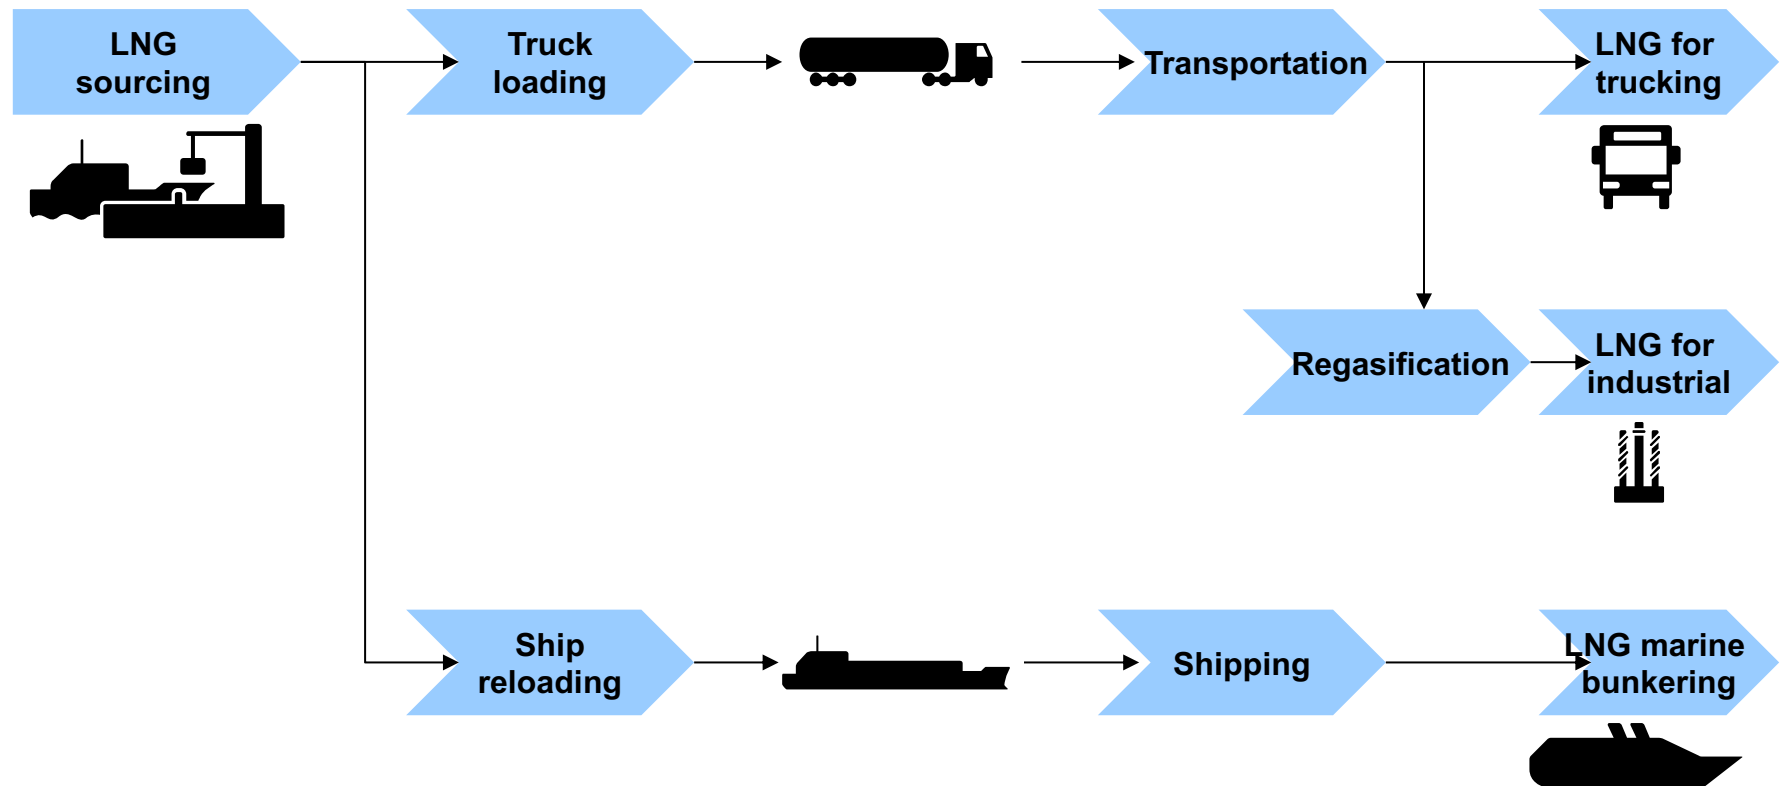 LNG
sourcing
Truck
loading
Transportation
LNG for
trucking
Regasification
LNG for
industrial
Ship
reloading
Shipping
LNG marine
bunkering